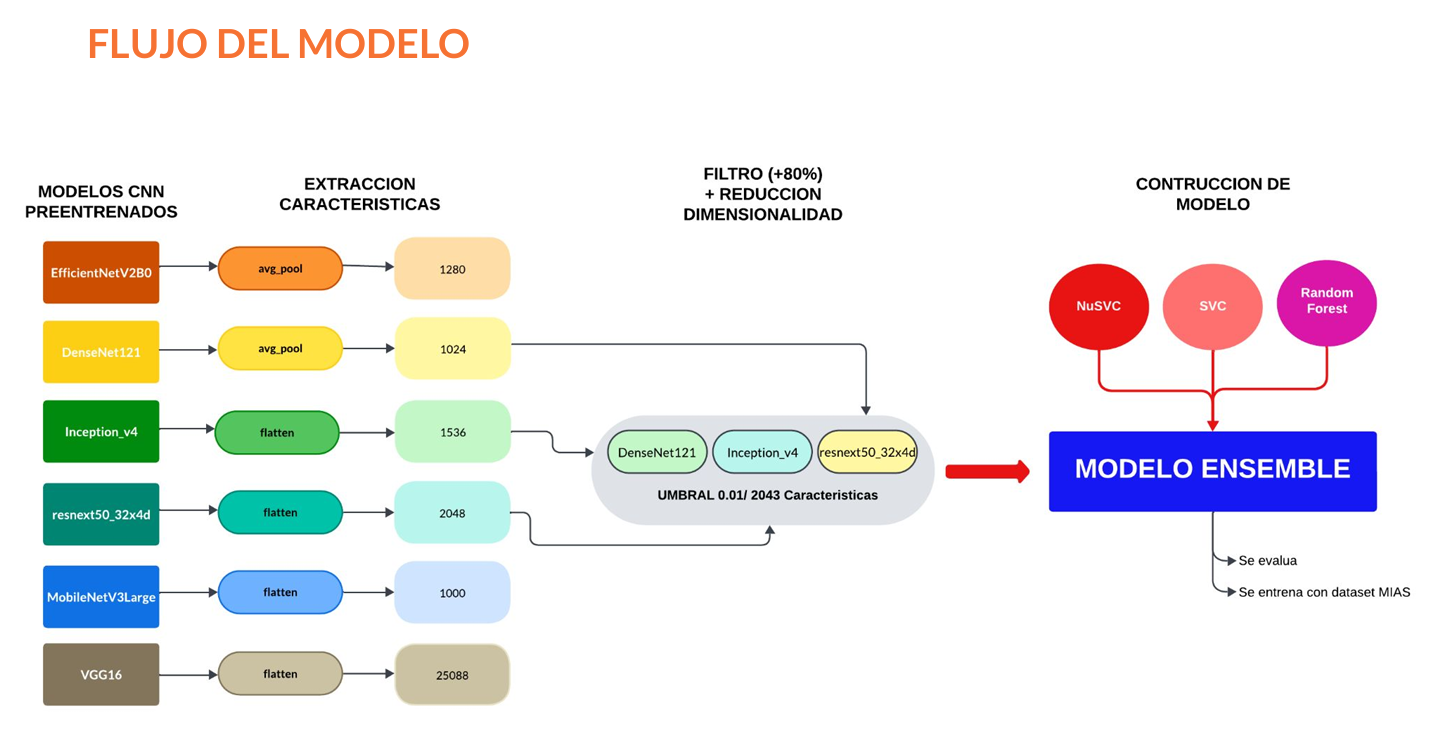 FLUJO DEL MODELO
MODELOS CNN
PREENTRENADOS
EXTRACCION
CARACTERISTICAS
FILTRO (+80%)
+ REDUCCION
DIMENSIONALIDAD
CONTRUCCION DE
MODELO
EfficientNetV2B0
avg_pool
1280
DenseNet121
avg_pool
1024
Inception_v4
flatten
1536
resnext50_32x4d
flatten
2048
MobileNetV3Large
flatten
1000
VGG16
flatten
25088
DenseNet121
Inception_v4
resnext50_32x4d
UMBRAL 0.01/ 2043 Caracteristicas
NuSVC
SVC
Random
Forest
MODELO ENSEMBLE
Se evalua
Se entrena con dataset MIAS